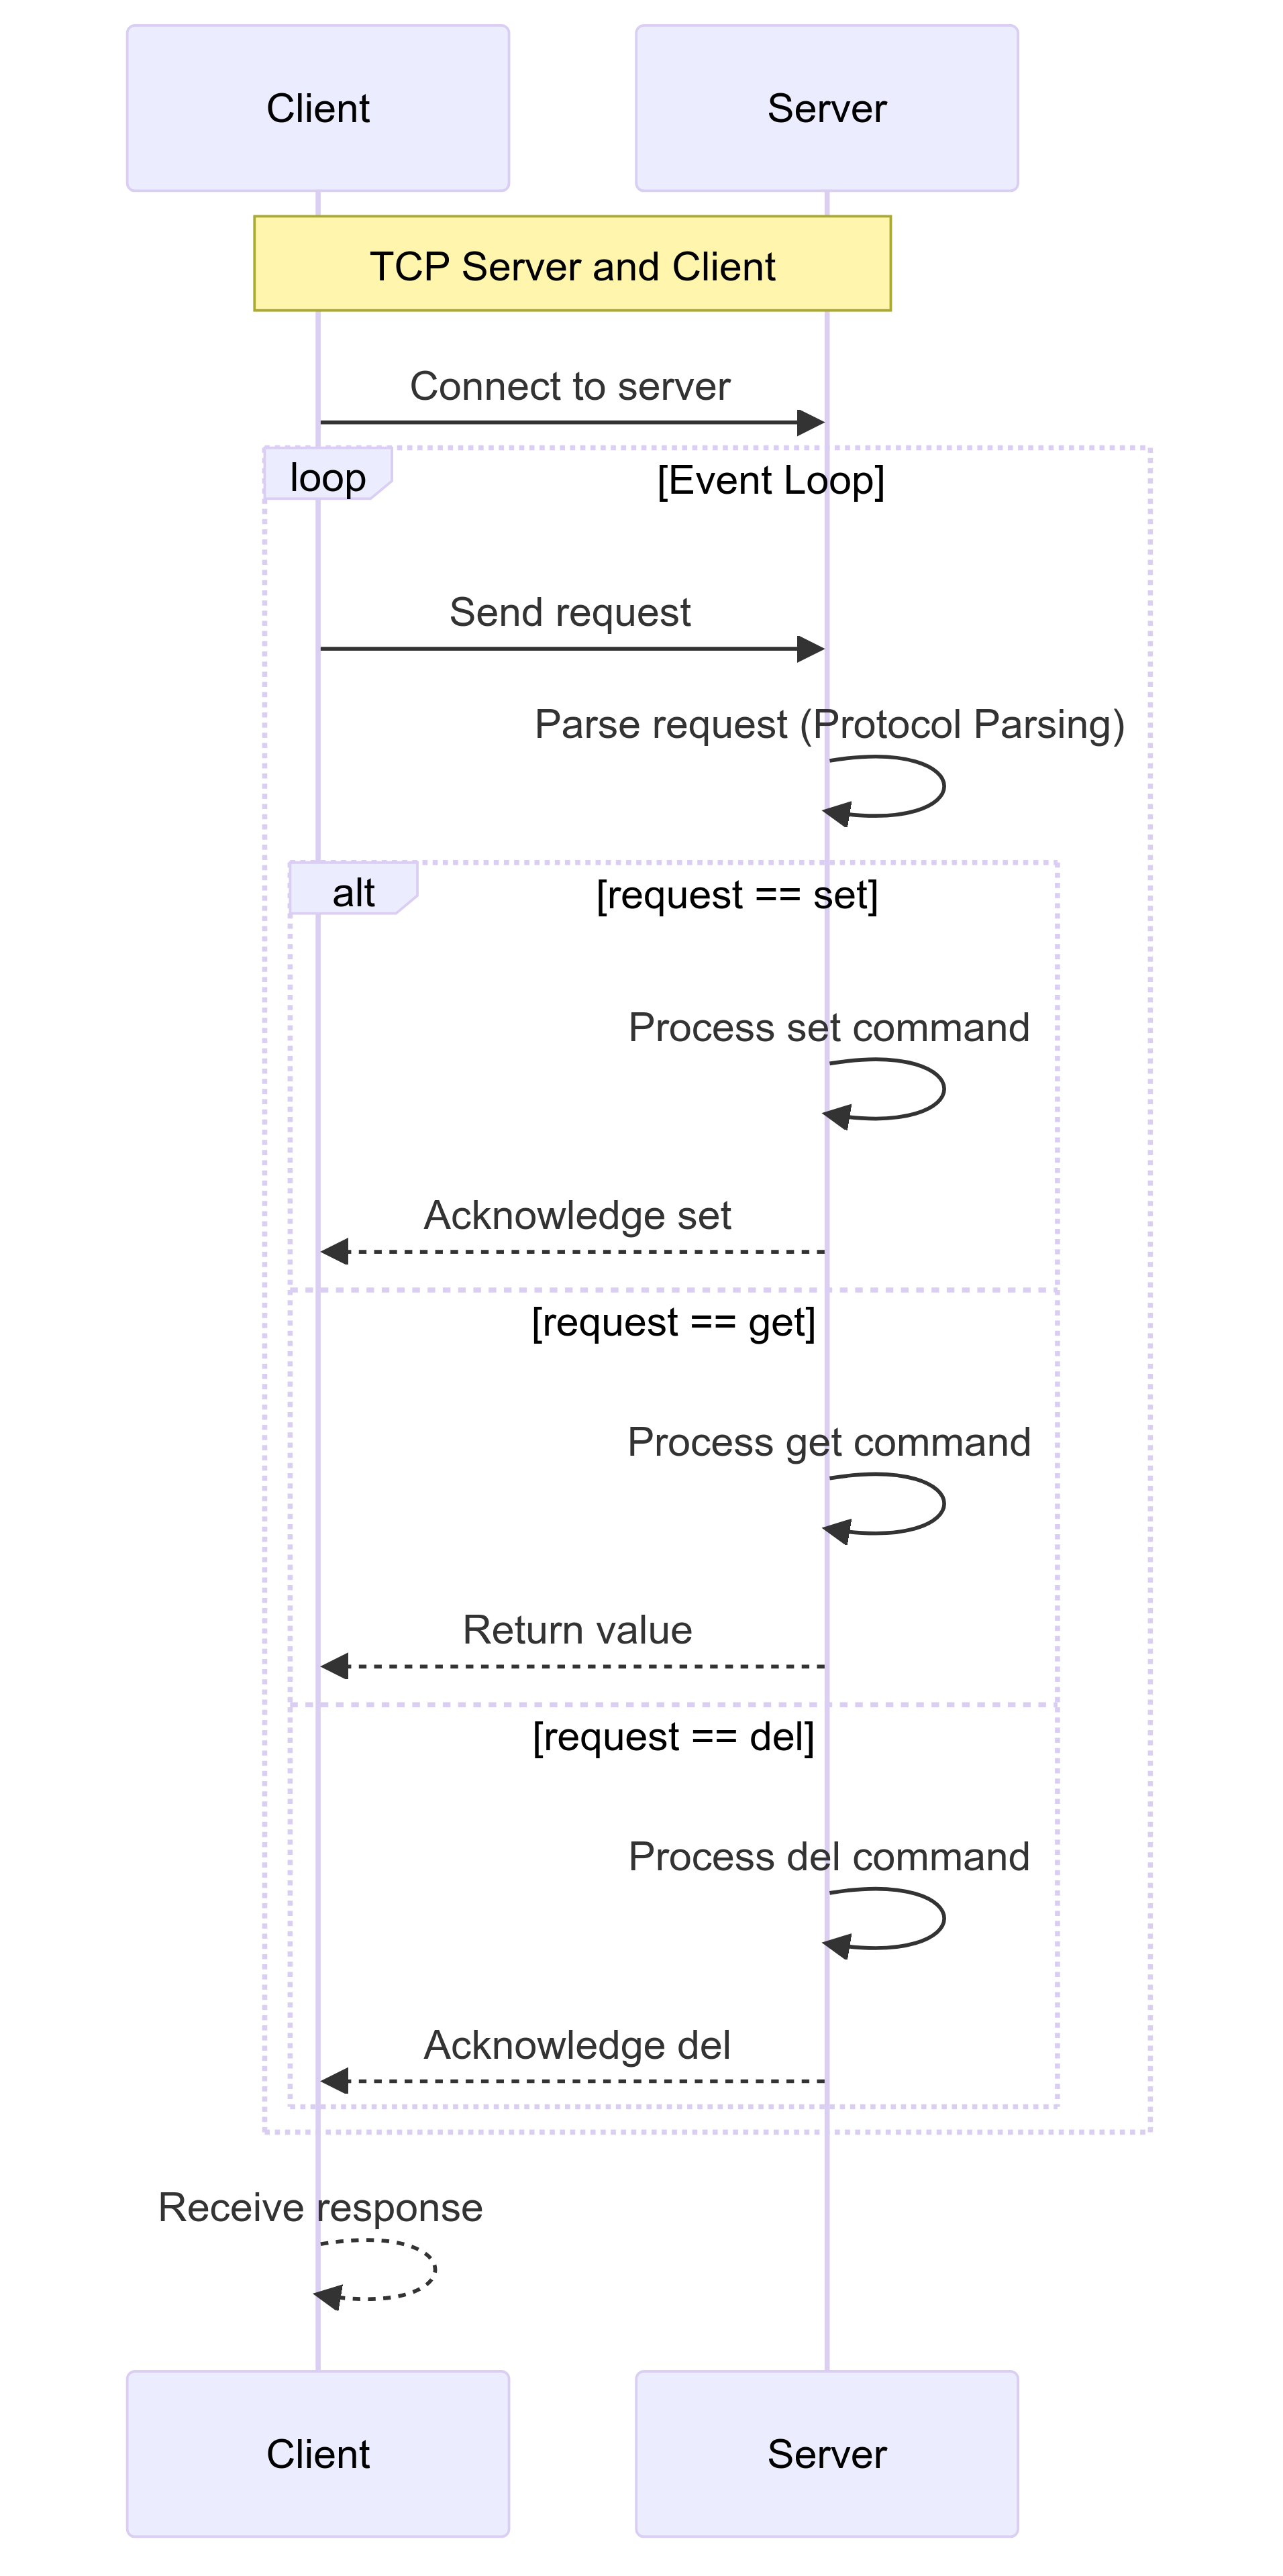 Client
Server
TCP Server and Client
Connect to server
loop
[Event Loop]
Send request
Parse request (Protocol Parsing)
alt
[request == set]
Process set command
Acknowledge set
[request == get]
Process get command
Return value
[request == del]
Process del command
Acknowledge del
Receive response
Client
Server